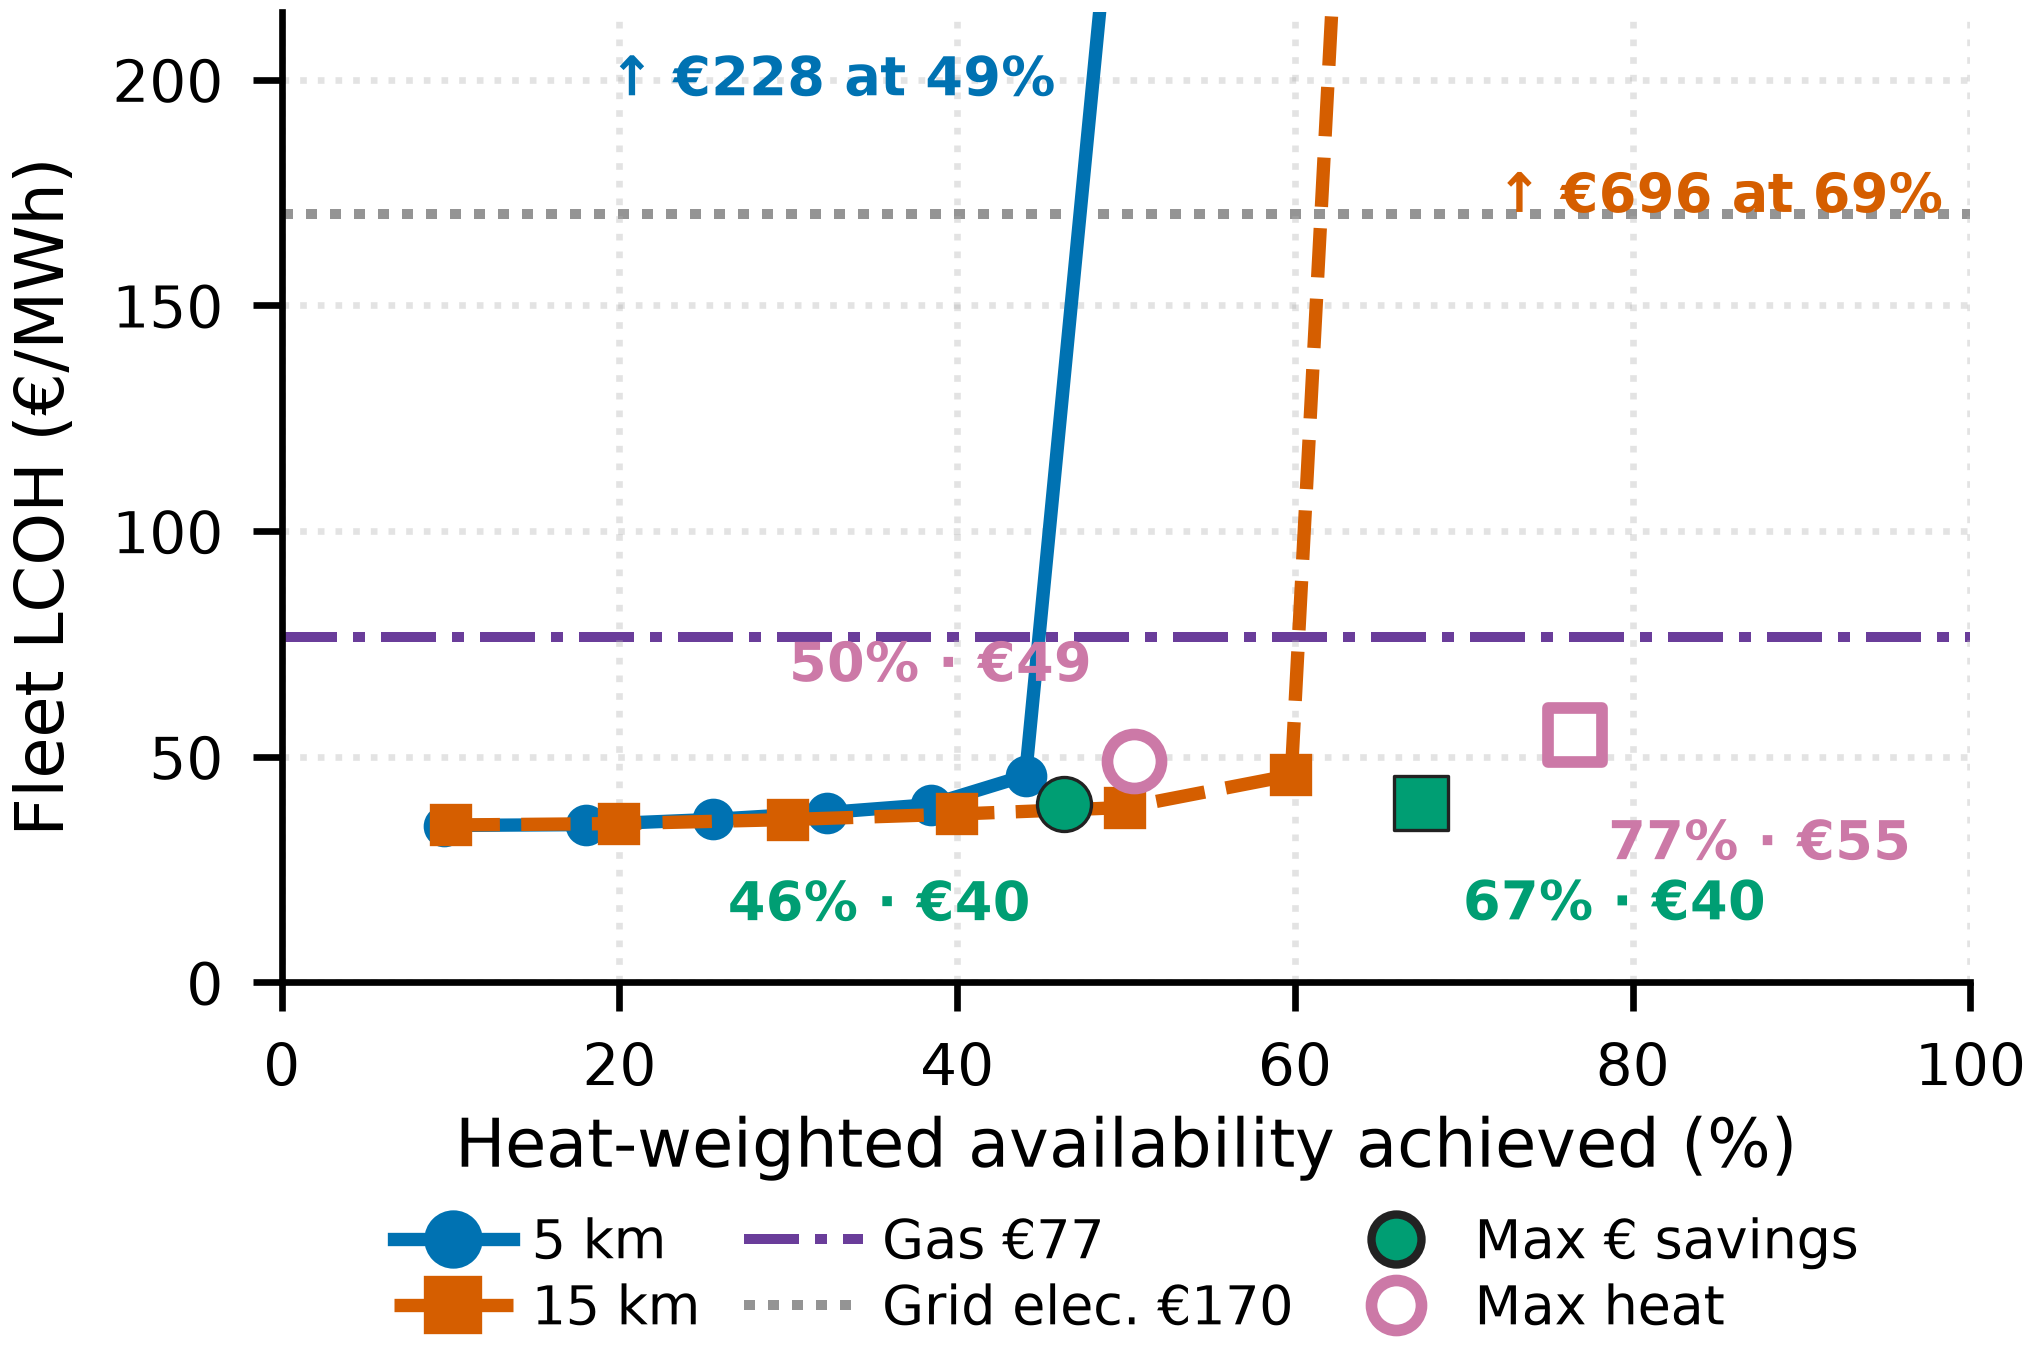 200
150
100
50
0
Fleet LCOH (€/MWh)
↑ €228 at 49%
↑ €696 at 69%
50% · €49
77% · €55
46% · €40
67% · €40
0 20 40 60 80 100
Heat-weighted availability achieved (%)
5 km
15 km
Gas €77
Grid elec. €170
Max € savings
Max heat